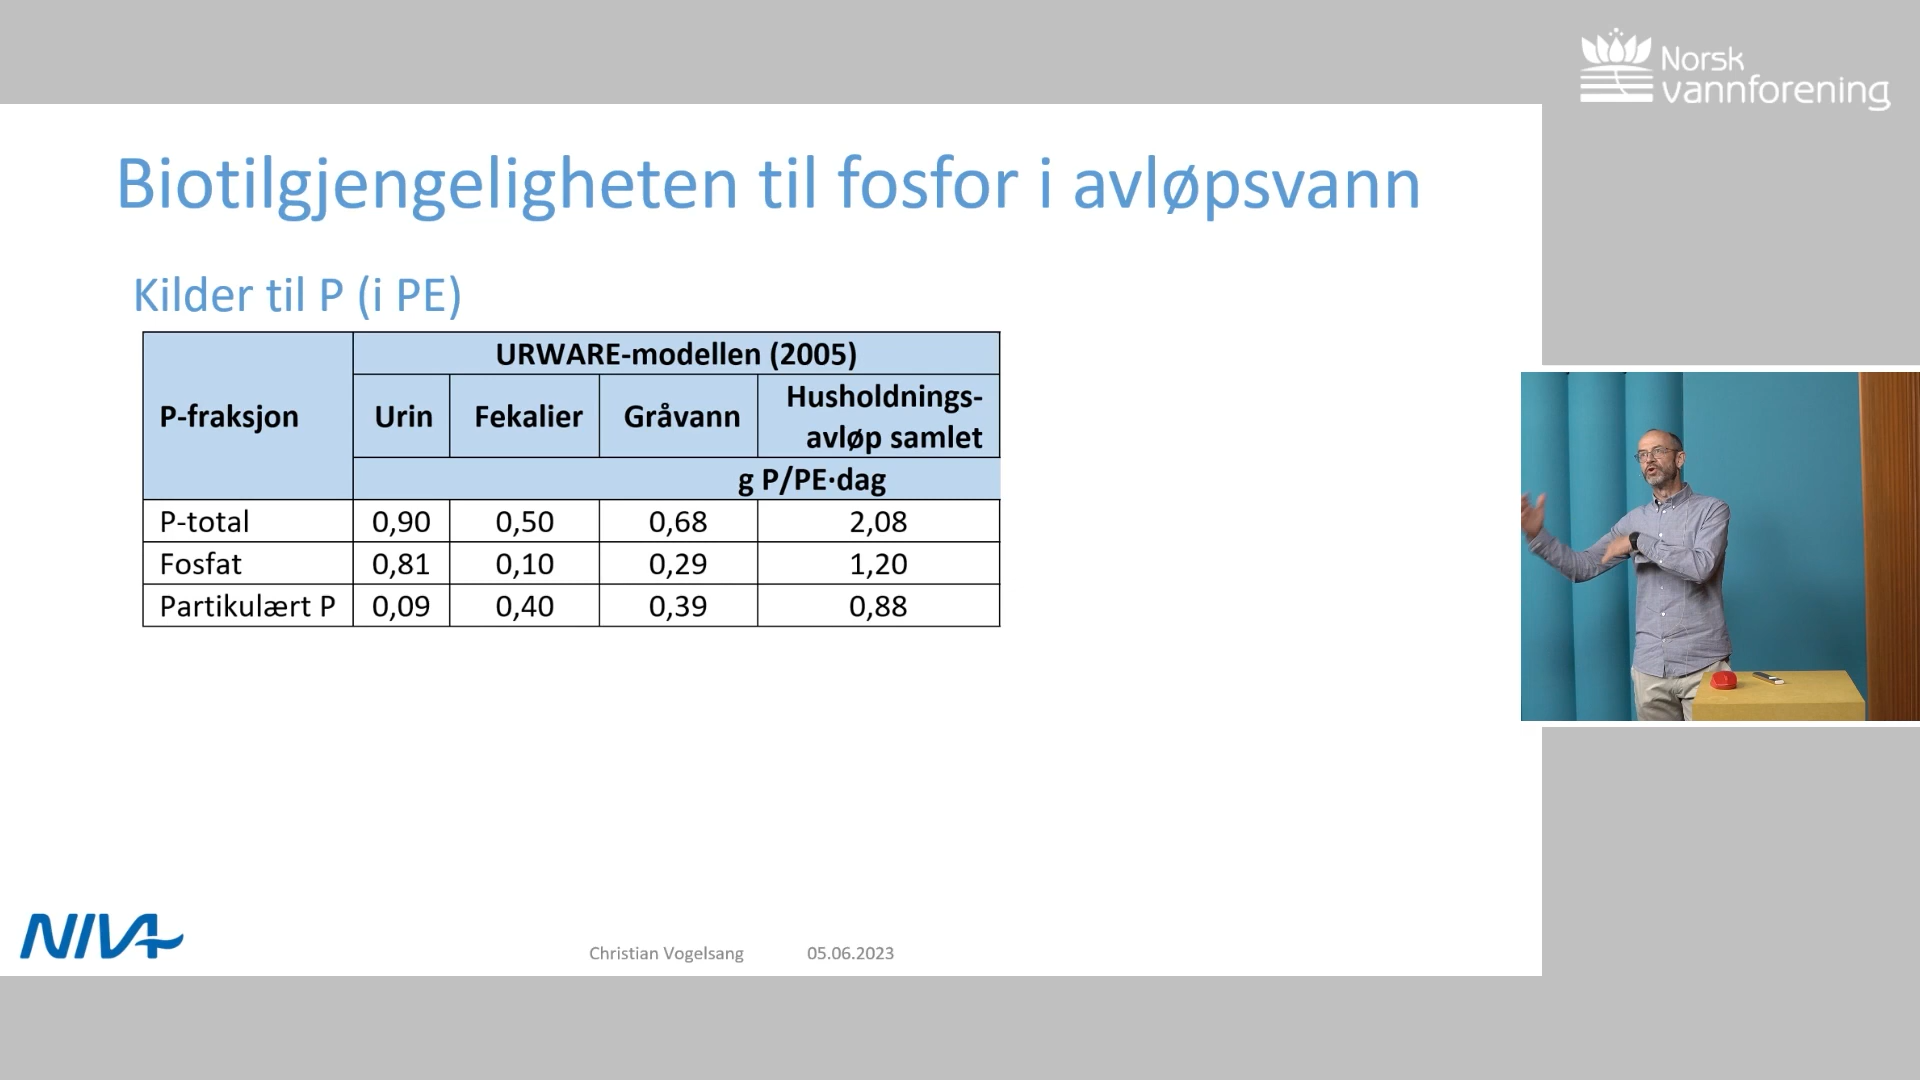 Norsk
vannforening
Biotilgjengeligheten til fosfor i avløpsvann
Kilder til P (i PE)
P-fraksjon
URWARE-modellen (2005)
Urin
Fekalier
Gråvann
Husholdnings-
avløp samlet
g P/PE·dag
P-total 0,90 0,50 0,68 2,08
Fosfat 0,81 0,10 0,29 1,20
Partikulært P 0,09 0,40 0,39 0,88
NIVA
Christian Vogelsang 05.06.2023